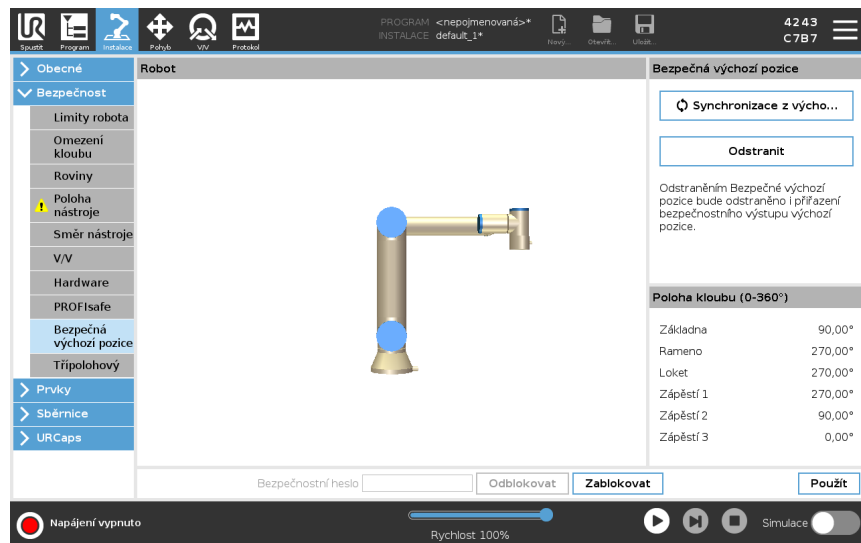 PROGRAM <nepojmenovaná>*
INSTALACE default_1*
Spustit
Program
Instalace
Pohyb
V/V
Protokol
Nový...
Otevřít...
Uložit...
4243
C7B7
Obecné
Bezpečnost
Limity robota
Omezení
kloubu
Roviny
Poloha
nástroje
Směr nástroje
V/V
Hardware
PROFIsafe
Bezpečná
výchozí pozice
Třípolohový
Prvky
Sběrnice
URCaps
Robot
Bezpečná výchozí pozice
Synchronizace z výcho...
Odstranit
Odstraněním Bezpečné výchozí
pozice bude odstraněno i přiřazení
bezpečnostního výstupu výchozí
pozice.
Poloha kloubu (0-360°)
Základna 90,00°
Rameno 270,00°
Loket 270,00°
Zápěstí 1 270,00°
Zápěstí 2 90,00°
Zápěstí 3 0,00°
Bezpečnostní heslo
Odblokovat
Zablokovat
Použít
Napájení vypnuto
Rychlost 100%
Simulace